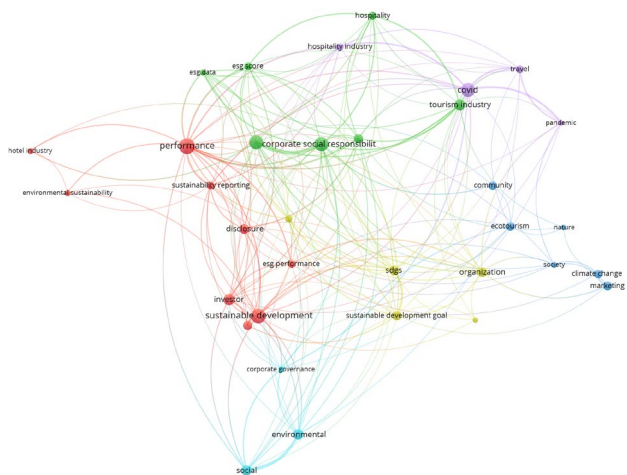 hospitality
hospitality industry
esg score
esg data
travel
covid
tourism industry
pandemic
performance
corporate social responsibilit
hotel industry
sustainability reporting
community
environmental sustainability
disclosure
ecotourism
nature
esg performance
sdgs
organization
society
climate change
marketing
investor
sustainable development
sustainable development goal
corporate governance
environmental
social